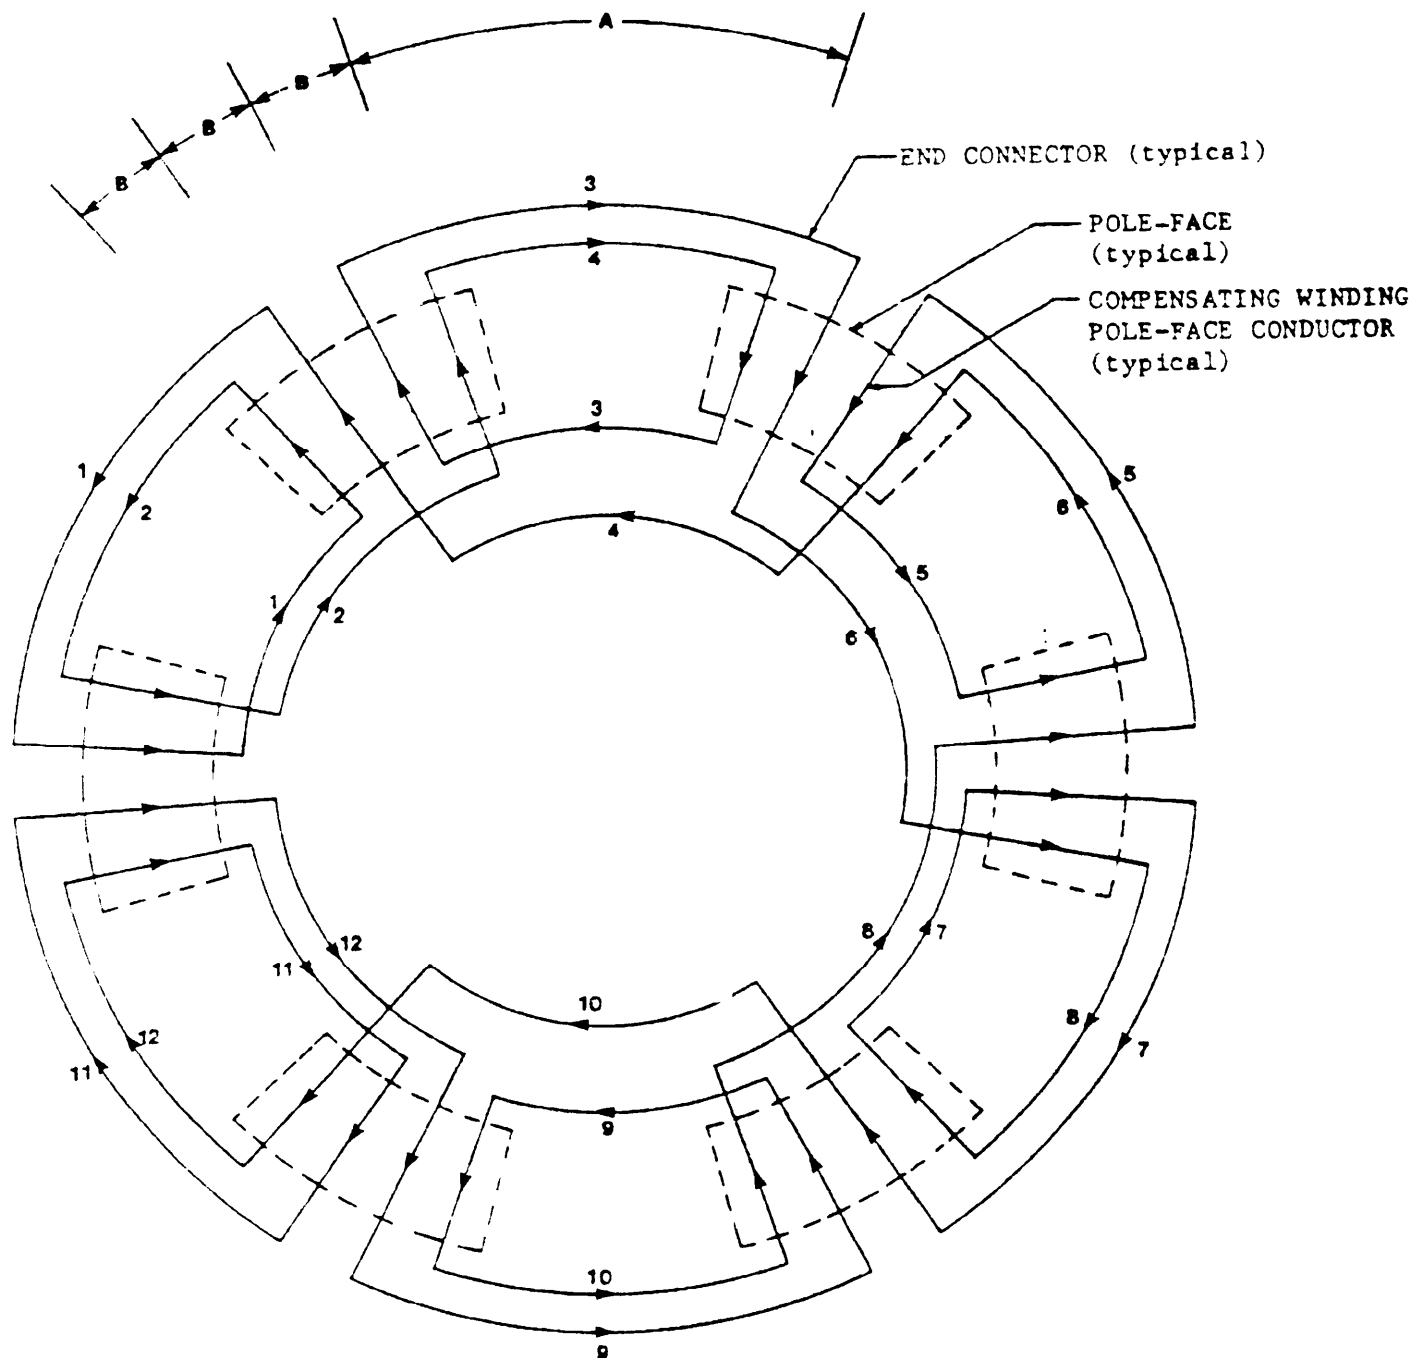 A
B
B
B
END CONNECTOR (typical)
3
POLE-FACE
(typical)
4
COMPENSATING WINDING
POLE-FACE CONDUCTOR
(typical)
3
1
5
2
6
4
5
1
2
6
8
7
12
11
10
8
12
7
11
9
10
9